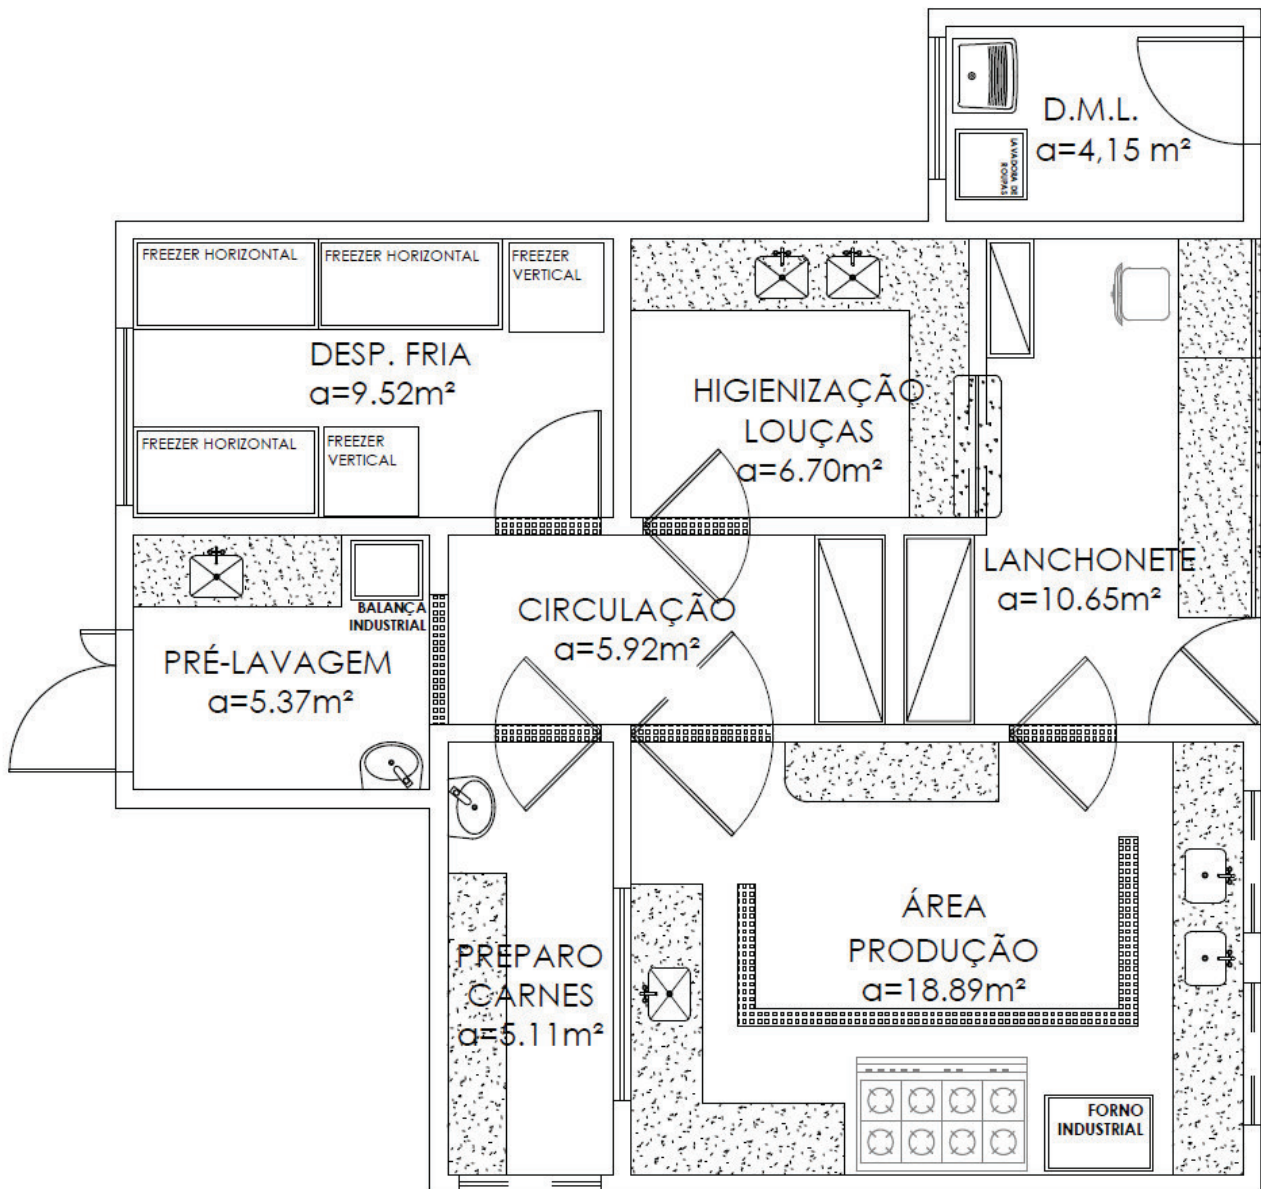 D.M.L.
a=4,15 m²
LAVADORA DE
ROUPAS
FREEZER HORIZONTAL
FREEZER HORIZONTAL
FREEZER
VERTICAL
DESP. FRIA
a=9.52m²
FREEZER HORIZONTAL
FREEZER
VERTICAL
HIGIENIZAÇÃO
LOUÇAS
a=6.70m²
LANCHONETE
a=10.65m²
BALANÇA
INDUSTRIAL
CIRCULAÇÃO
a=5.92m²
PRÉ-LAVAGEM
a=5.37m²
PREPARO
CARNES
a=5.11m²
ÁREA
PRODUÇÃO
a=18.89m²
FORNO
INDUSTRIAL